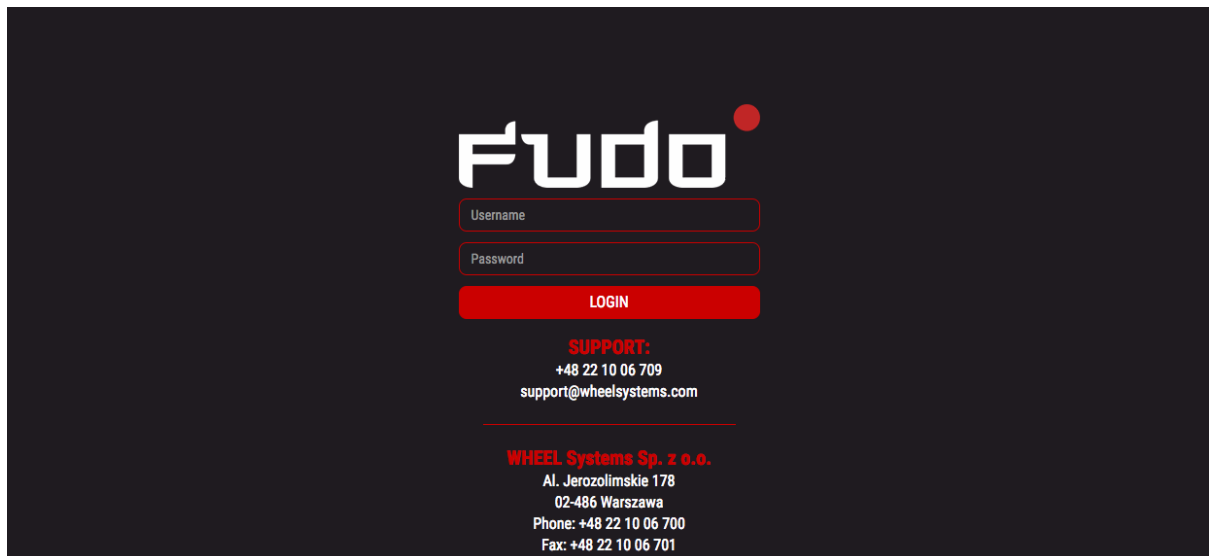 Fudo
Username
Password
LOGIN
SUPPORT:
+48 22 10 06 709
support@wheelsystems.com
WHEEL Systems Sp. z o.o.
Al. Jerozolimskie 178
02-486 Warszawa
Phone: +48 22 10 06 700
Fax: +48 22 10 06 701